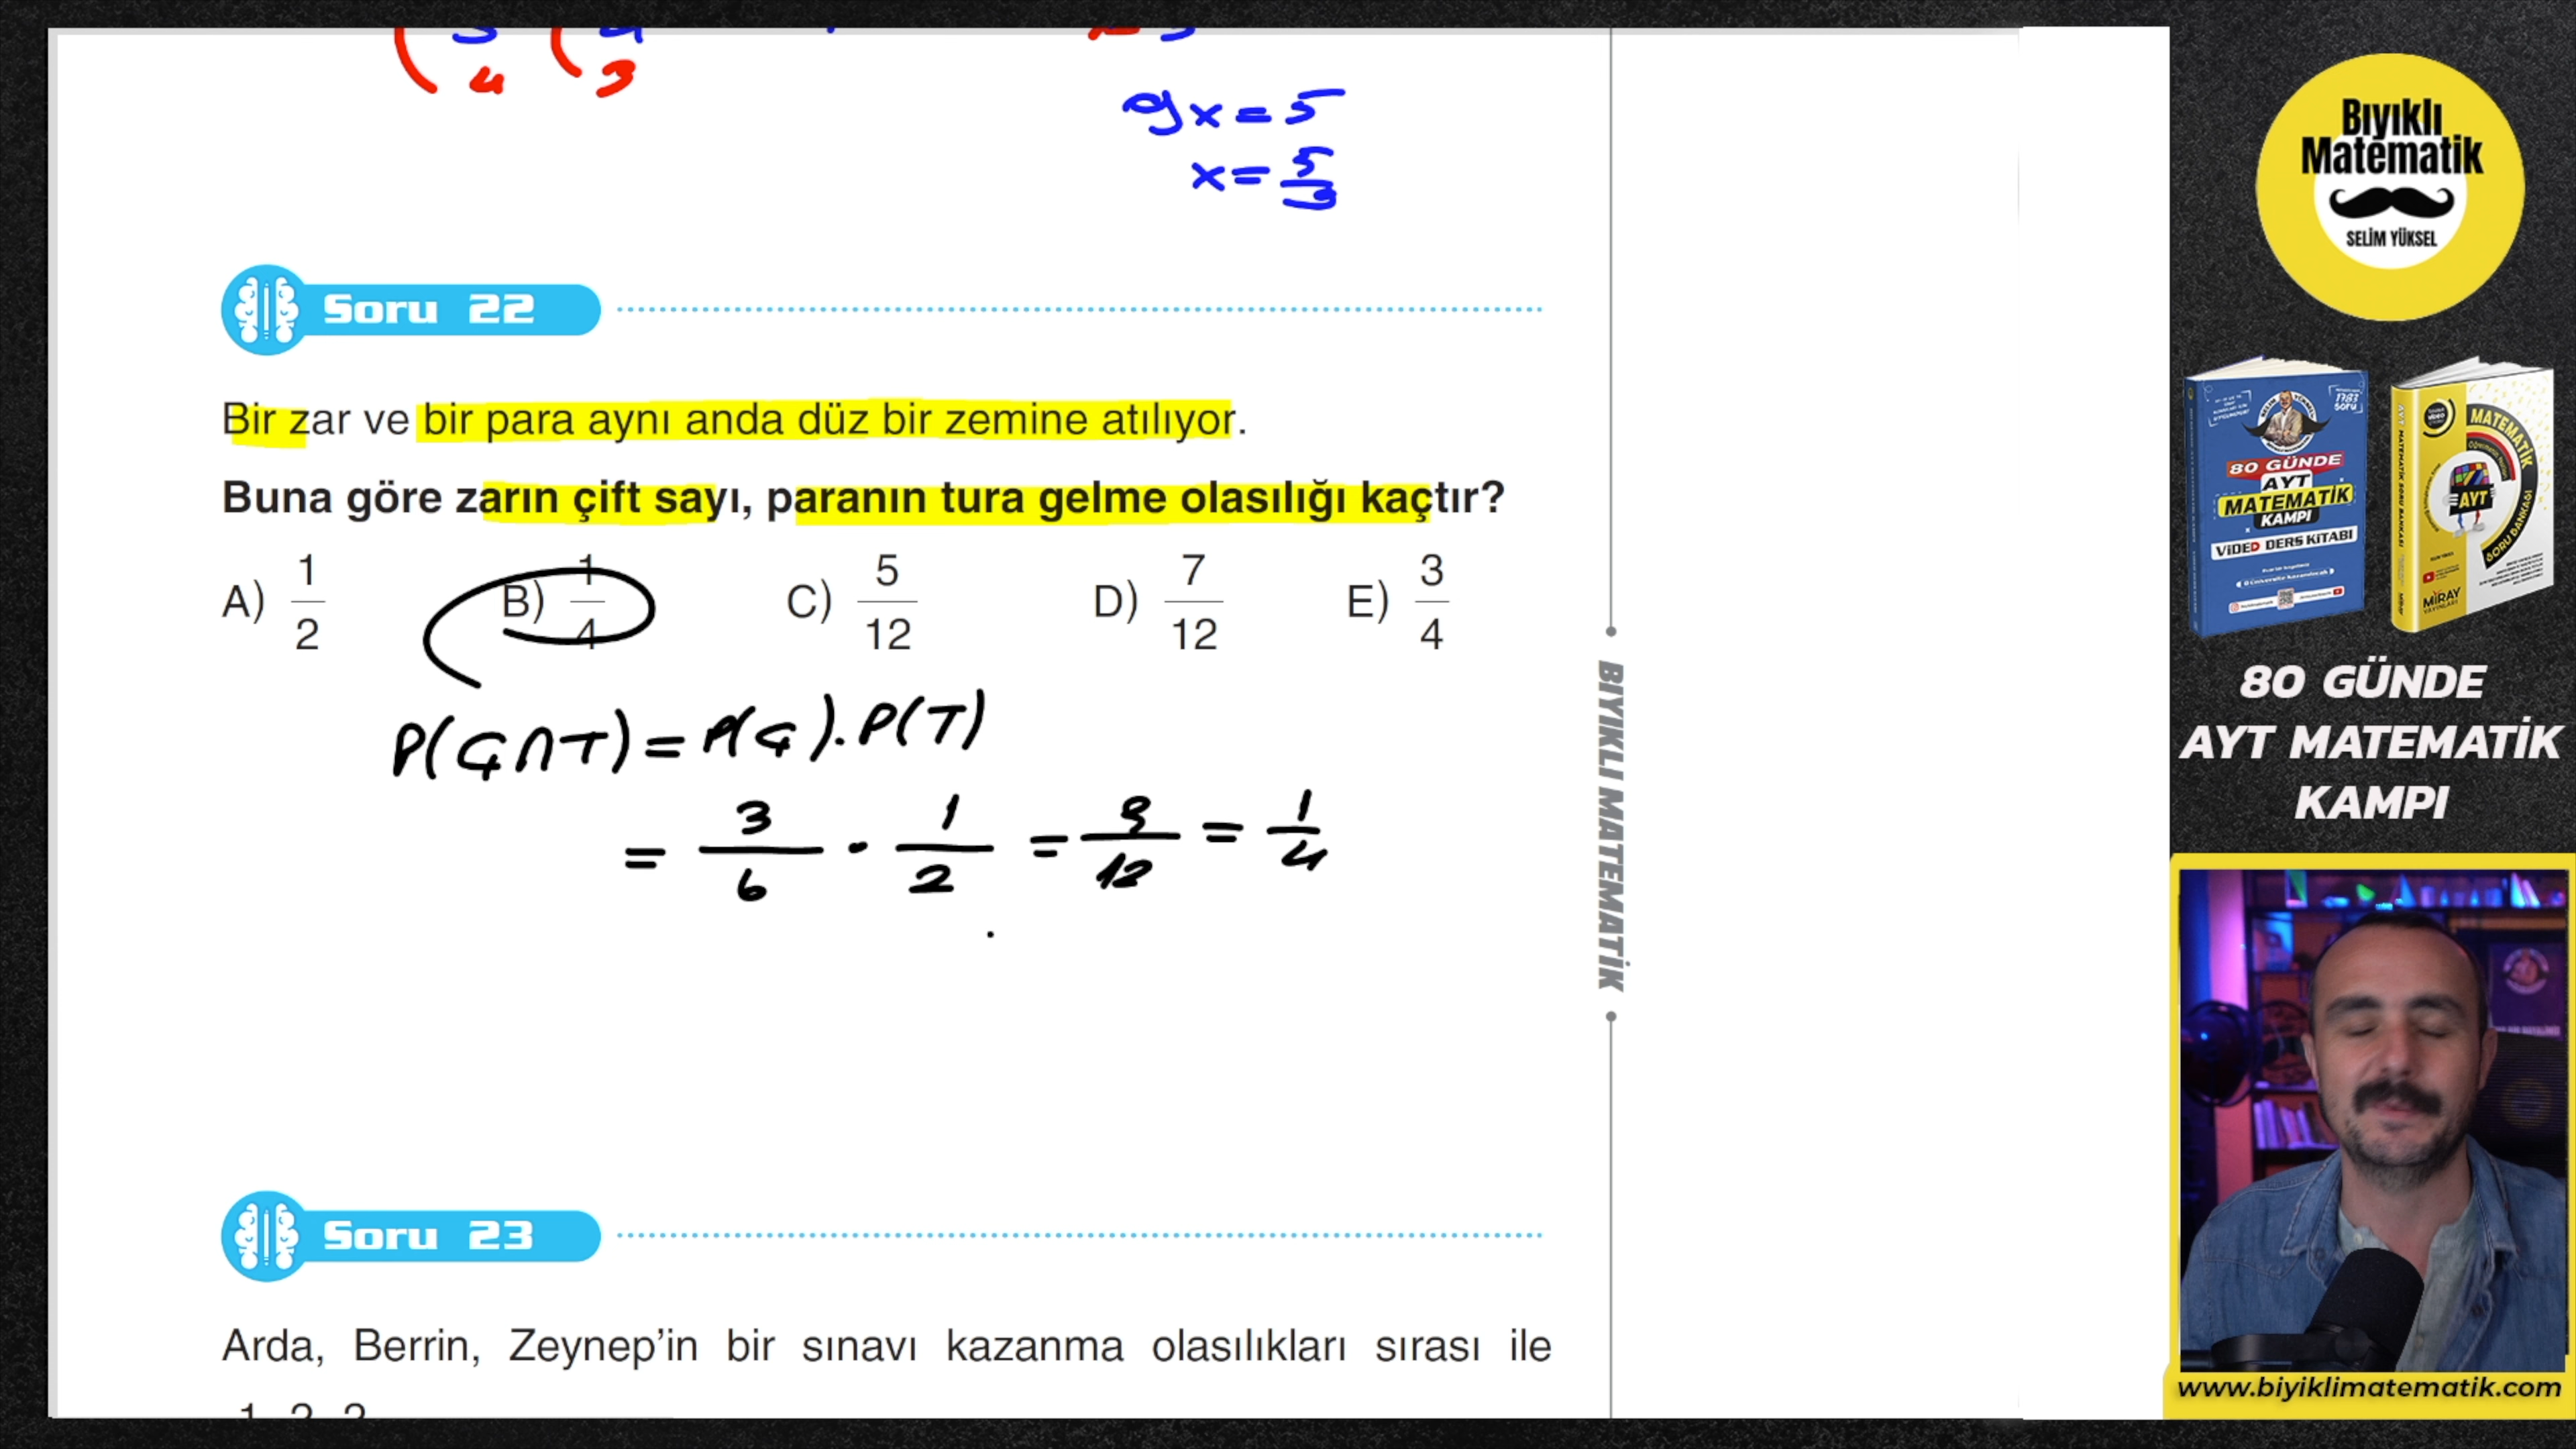 4 3
9x = 5
x = 5/3
Soru 22
Bir zar ve bir para aynı anda düz bir zemine atılıyor.
Buna göre zarın çift sayı, paranın tura gelme olasılığı kaçtır?
A) 1/2 B) 1/4 C) 5/12 D) 7/12 E) 3/4
P(Ç∩T) = P(Ç).P(T)
= 3/6 · 1/2 = 3/12 = 1/4
Soru 23
Arda, Berrin, Zeynep'in bir sınavı kazanma olasılıkları sırası ile
BIYIKLI MATEMATİK
Bıyıklı
Matematik
SELİM YÜKSEL
80 GÜNDE
AYT
MATEMATİK
KAMPI
VİDEO DERS KİTABI
MATEMATİK
AYT
SORU BANKASI
MİRAY
80 GÜNDE
AYT MATEMATİK
KAMPI
www.biyiklimatematik.com